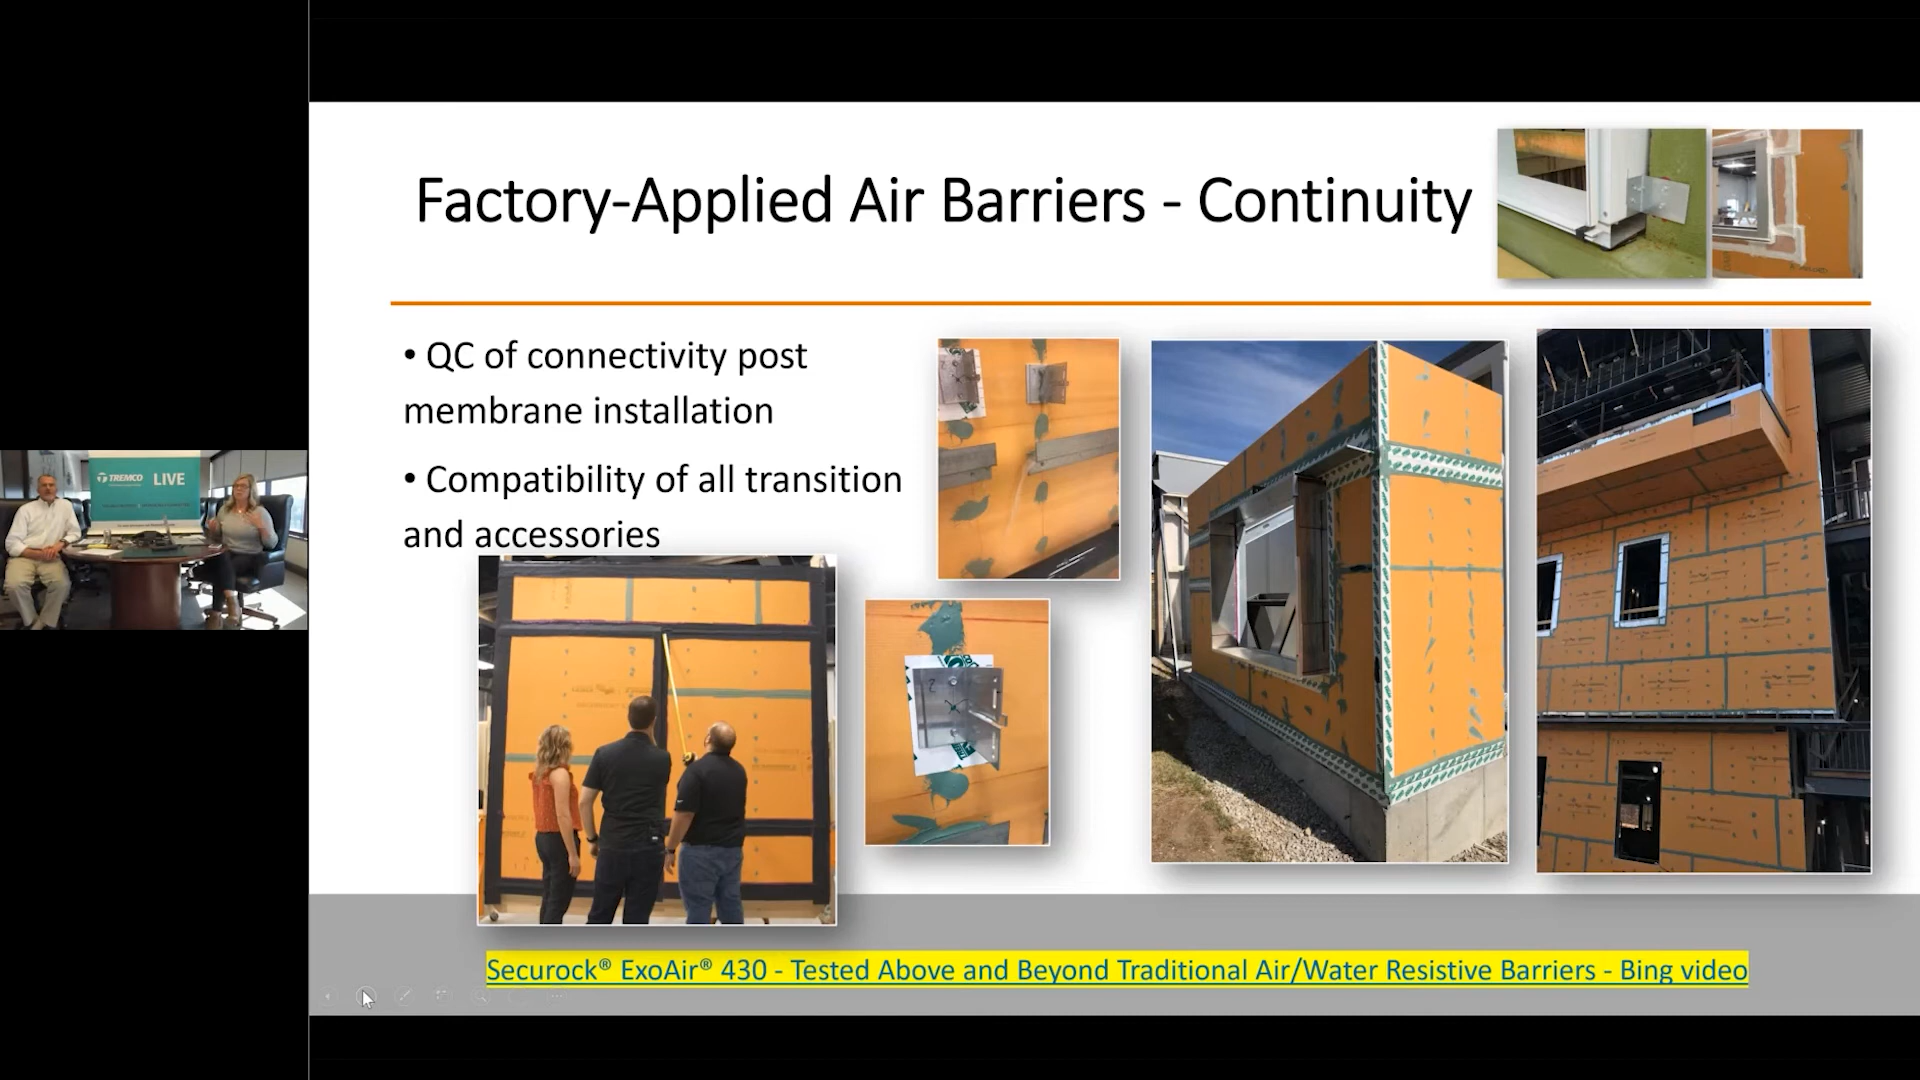 TREMCO LIVE
Factory-Applied Air Barriers - Continuity
• QC of connectivity post
membrane installation
• Compatibility of all transition
and accessories
Securock® ExoAir® 430 - Tested Above and Beyond Traditional Air/Water Resistive Barriers - Bing video